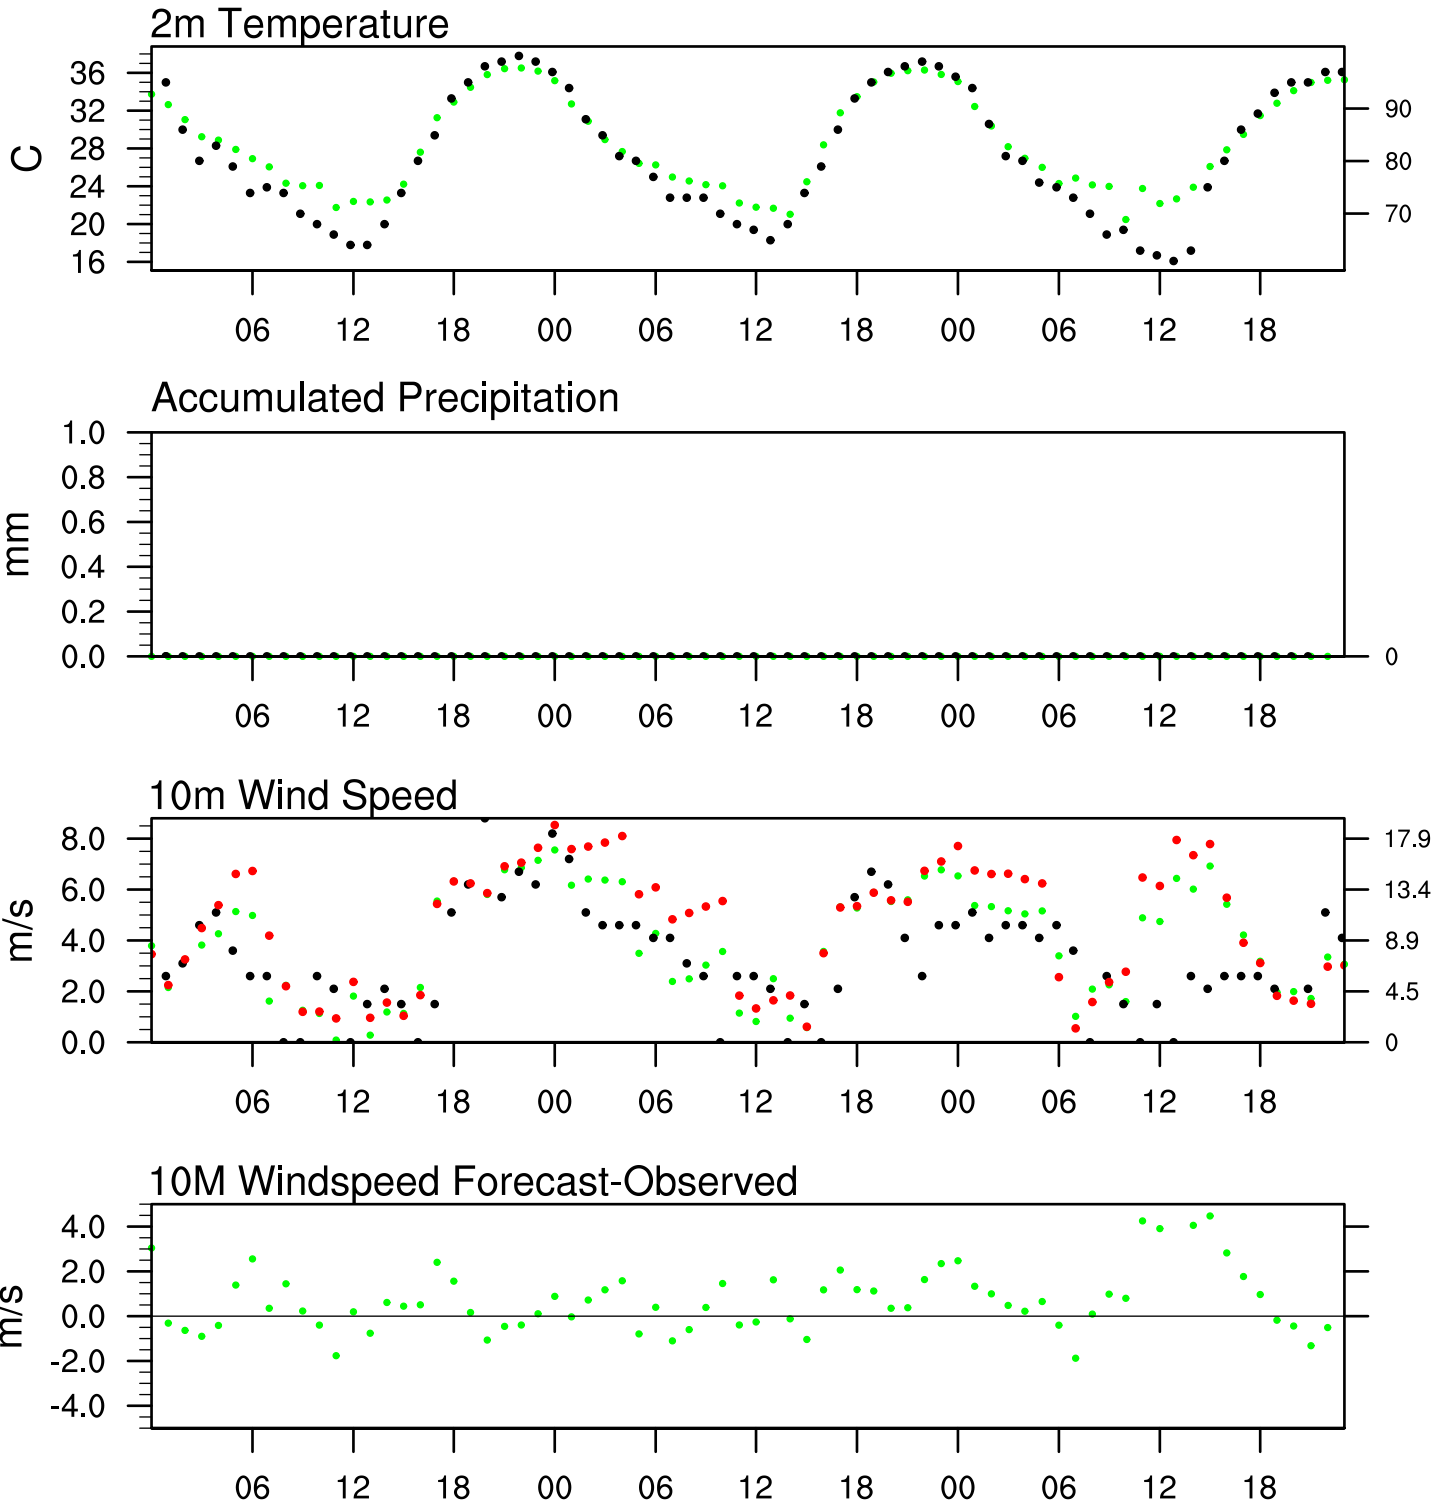 2m Temperature
C
36
32
28
24
20
16
90
80
70
06 12 18 00 06 12 18 00 06 12 18
Accumulated Precipitation
mm
1.0
0.8
0.6
0.4
0.2
0.0
0
06 12 18 00 06 12 18 00 06 12 18
10m Wind Speed
m/s
8.0
6.0
4.0
2.0
0.0
17.9
13.4
8.9
4.5
0
06 12 18 00 06 12 18 00 06 12 18
10M Windspeed Forecast-Observed
m/s
4.0
2.0
0.0
-2.0
-4.0
06 12 18 00 06 12 18 00 06 12 18